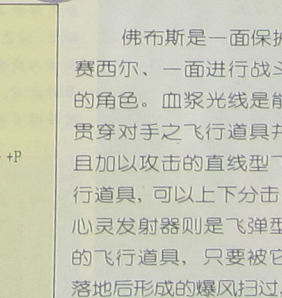 佛布斯是一面保护
赛西尔、一面进行战斗
的角色。血浆光线是能
贯穿对手之飞行道具并
+P
且加以攻击的直线型飞
行道具, 可以上下分击
心灵发射器则是飞弹型
的飞行道具, 只要被它
落地后形成的爆风扫过,